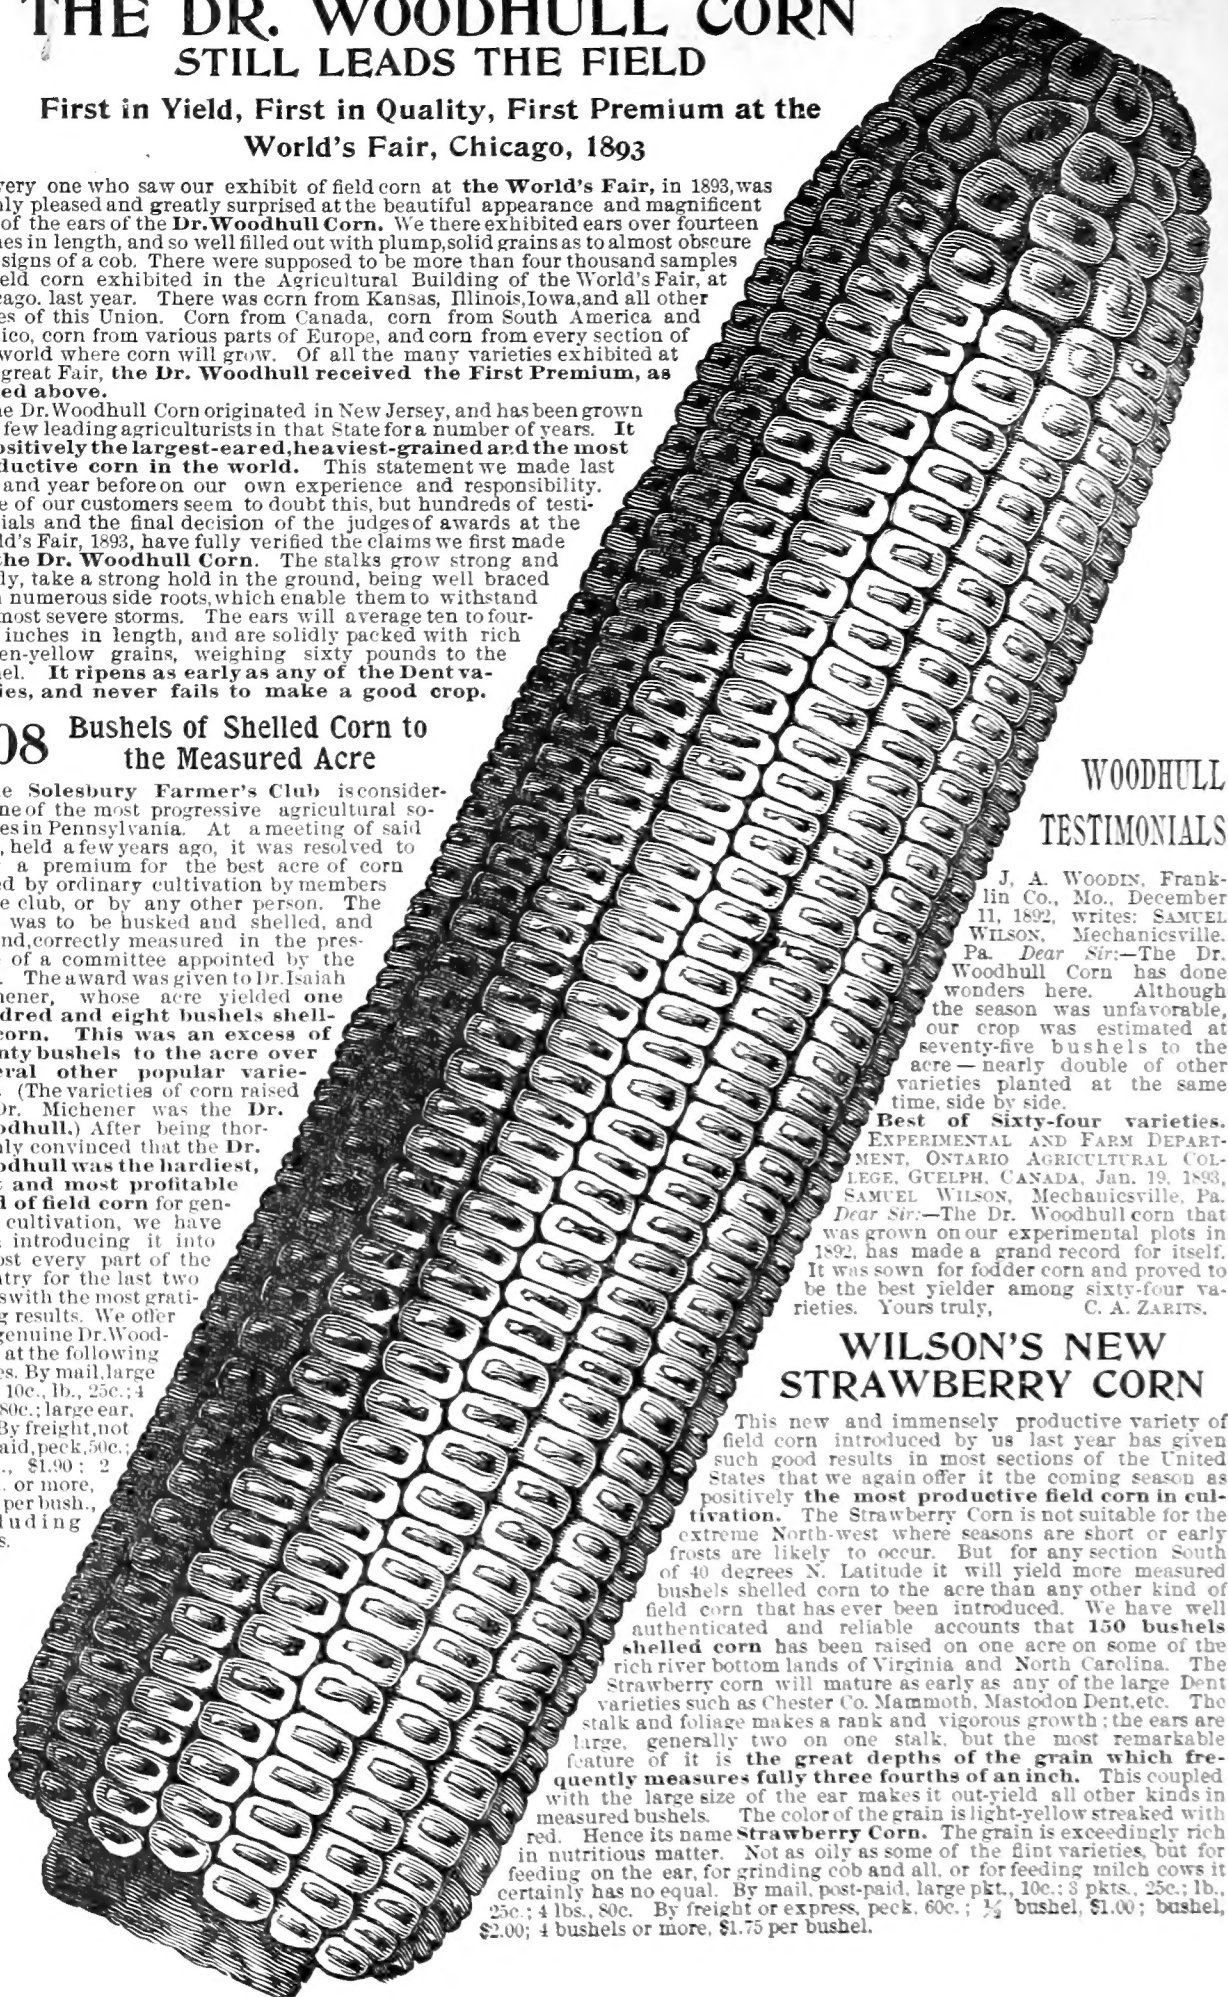 THE DR. WOODHULL CORN
STILL LEADS THE FIELD
First in Yield, First in Quality, First Premium at the
World's Fair, Chicago, 1893
very one who saw our exhibit of field corn at the World's Fair, in 1893, was
ly pleased and greatly surprised at the beautiful appearance and magnificent
of the ears of the Dr. Woodhull Corn. We there exhibited ears over fourteen
es in length, and so well filled out with plump, solid grains as to almost obscure
signs of a cob. There were supposed to be more than four thousand samples
eld corn exhibited in the Agricultural Building of the World's Fair, at
ago. last year. There was corn from Kansas, Illinois, Iowa, and all other
es of this Union. Corn from Canada, corn from South America and
ico, corn from various parts of Europe, and corn from every section of
world where corn will grow. Of all the many varieties exhibited at
great Fair, the Dr. Woodhull received the First Premium, as
ed above.
e Dr. Woodhull Corn originated in New Jersey, and has been grown
few leading agriculturists in that State for a number of years. It
ositively the largest-eared, heaviest-grained and the most
ductive corn in the world. This statement we made last
and year before on our own experience and responsibility.
e of our customers seem to doubt this, but hundreds of testi-
ials and the final decision of the judges of awards at the
ld's Fair, 1893, have fully verified the claims we first made
he Dr. Woodhull Corn. The stalks grow strong and
ly, take a strong hold in the ground, being well braced
numerous side roots, which enable them to withstand
most severe storms. The ears will average ten to four-
inches in length, and are solidly packed with rich
en-yellow grains, weighing sixty pounds to the
el. It ripens as early as any of the Dent va-
ies, and never fails to make a good crop.
08 Bushels of Shelled Corn to
the Measured Acre
e Solesbury Farmer's Club is consider-
ne of the most progressive agricultural so-
es in Pennsylvania. At a meeting of said
, held a few years ago, it was resolved to
a premium for the best acre of corn
ed by ordinary cultivation by members
e club, or by any other person. The
was to be husked and shelled, and
nd, correctly measured in the pres-
of a committee appointed by the
. The award was given to Dr. Isaiah
ener, whose acre yielded one
dred and eight bushels shell-
corn. This was an excess of
nty bushels to the acre over
eral other popular varie-
. (The varieties of corn raised
Dr. Michener was the Dr.
odhull.) After being thor-
ly convinced that the Dr.
odhull was the hardiest,
t and most profitable
d of field corn for gen-
cultivation, we have
introducing it into
ost every part of the
ntry for the last two
s with the most grati-
g results. We offer
genuine Dr. Wood-
at the following
es. By mail, large
10c., lb., 25c.; 4
80c.; large ear,
By freight, not
aid, peck, 50c.;
., $1.90; 2
. or more,
per bush.,
luding
s.
WOODHULL
TESTIMONIALS
J. A. WOODIN, Frank-
lin Co., Mo., December
11, 1892, writes: SAMUEL
WILSON, Mechanicsville,
Pa. Dear Sir:—The Dr.
Woodhull Corn has done
wonders here. Although
the season was unfavorable,
our crop was estimated at
seventy-five bushels to the
acre — nearly double of other
varieties planted at the same
time, side by side.
Best of Sixty-four varieties.
EXPERIMENTAL AND FARM DEPART-
MENT, ONTARIO AGRICULTURAL COL-
LEGE, GUELPH, CANADA, Jan. 19, 1893,
SAMUEL WILSON, Mechanicsville, Pa.
Dear Sir:—The Dr. Woodhull corn that
was grown on our experimental plots in
1892, has made a grand record for itself.
It was sown for fodder corn and proved to
be the best yielder among sixty-four va-
rieties. Yours truly, C. A. ZARITS.
WILSON'S NEW
STRAWBERRY CORN
This new and immensely productive variety of
field corn introduced by us last year has given
such good results in most sections of the United
States that we again offer it the coming season as
positively the most productive field corn in cul-
tivation. The Strawberry Corn is not suitable for the
extreme North-west where seasons are short or early
frosts are likely to occur. But for any section South
of 40 degrees N. Latitude it will yield more measured
bushels shelled corn to the acre than any other kind of
field corn that has ever been introduced. We have well
authenticated and reliable accounts that 150 bushels
shelled corn has been raised on one acre on some of the
rich river bottom lands of Virginia and North Carolina. The
Strawberry corn will mature as early as any of the large Dent
varieties such as Chester Co. Mammoth, Mastodon Dent, etc. The
stalk and foliage makes a rank and vigorous growth; the ears are
large, generally two on one stalk, but the most remarkable
feature of it is the great depths of the grain which fre-
quently measures fully three fourths of an inch. This coupled
with the large size of the ear makes it out-yield all other kinds in
measured bushels. The color of the grain is light-yellow streaked with
red. Hence its name Strawberry Corn. The grain is exceedingly rich
in nutritious matter. Not as oily as some of the flint varieties, but for
feeding on the ear, for grinding cob and all, or for feeding milch cows it
certainly has no equal. By mail, post-paid, large pkt., 10c.; 3 pkts., 25c.; lb.,
25c.; 4 lbs., 80c. By freight or express, peck, 60c.; ½ bushel, $1.00; bushel,
$2.00; 4 bushels or more, $1.75 per bushel.